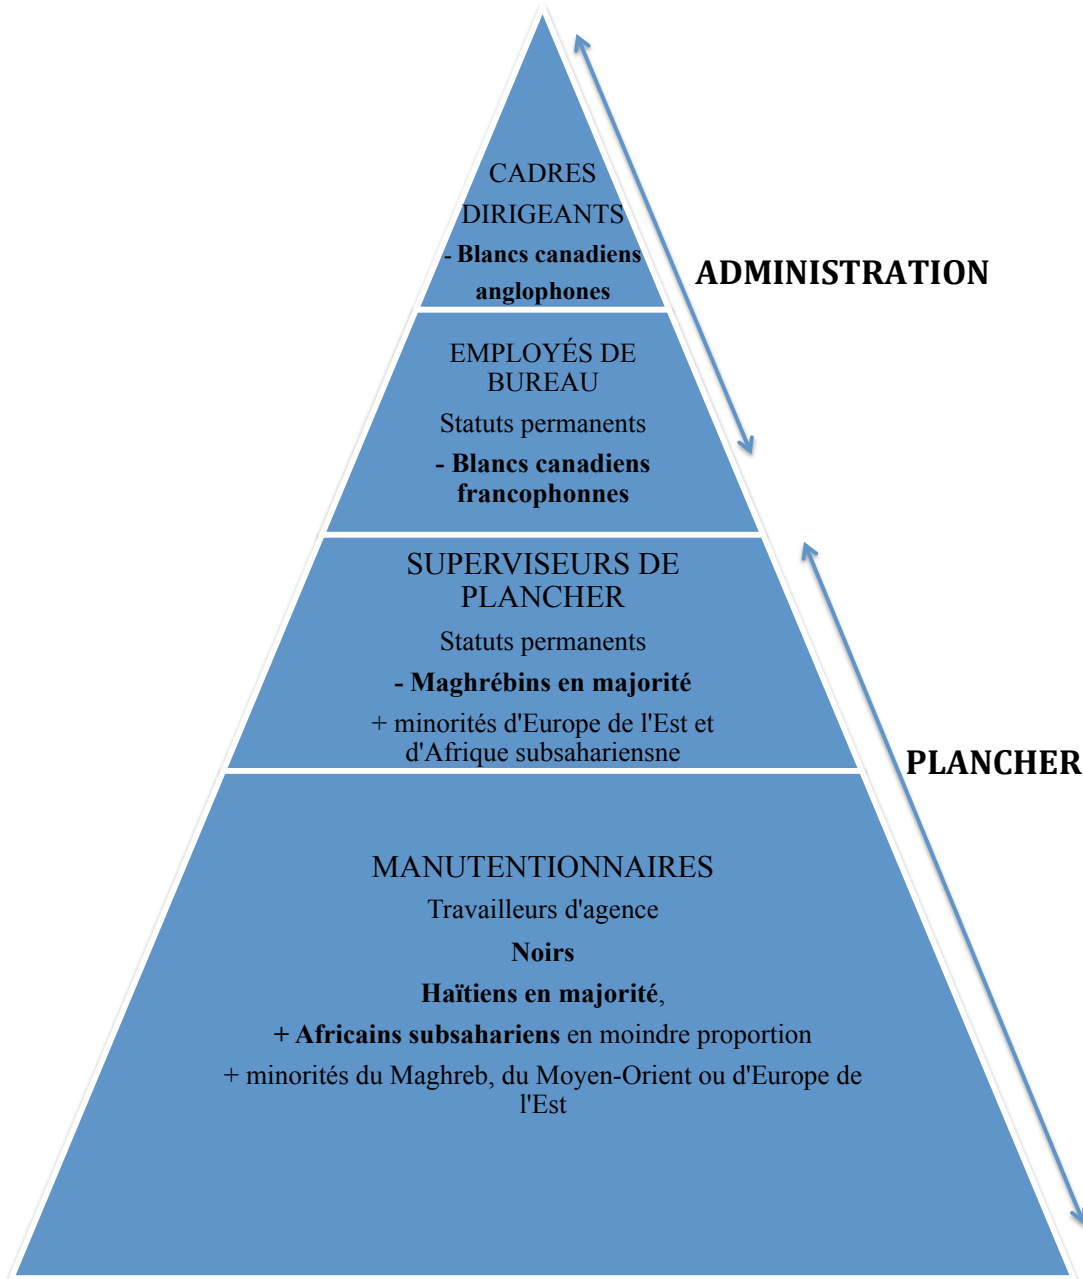 CADRES
DIRIGEANTS
- Blancs canadiens
anglophones
ADMINISTRATION
EMPLOYÉS DE
BUREAU
Statuts permanents
- Blancs canadiens
francophonnes
SUPERVISEURS DE
PLANCHER
Statuts permanents
- Maghrébins en majorité
+ minorités d'Europe de l'Est et
d'Afrique subsahariensne
PLANCHER
MANUTENTIONNAIRES
Travailleurs d'agence
Noirs
Haïtiens en majorité,
+ Africains subsahariens en moindre proportion
+ minorités du Maghreb, du Moyen-Orient ou d'Europe de
l'Est